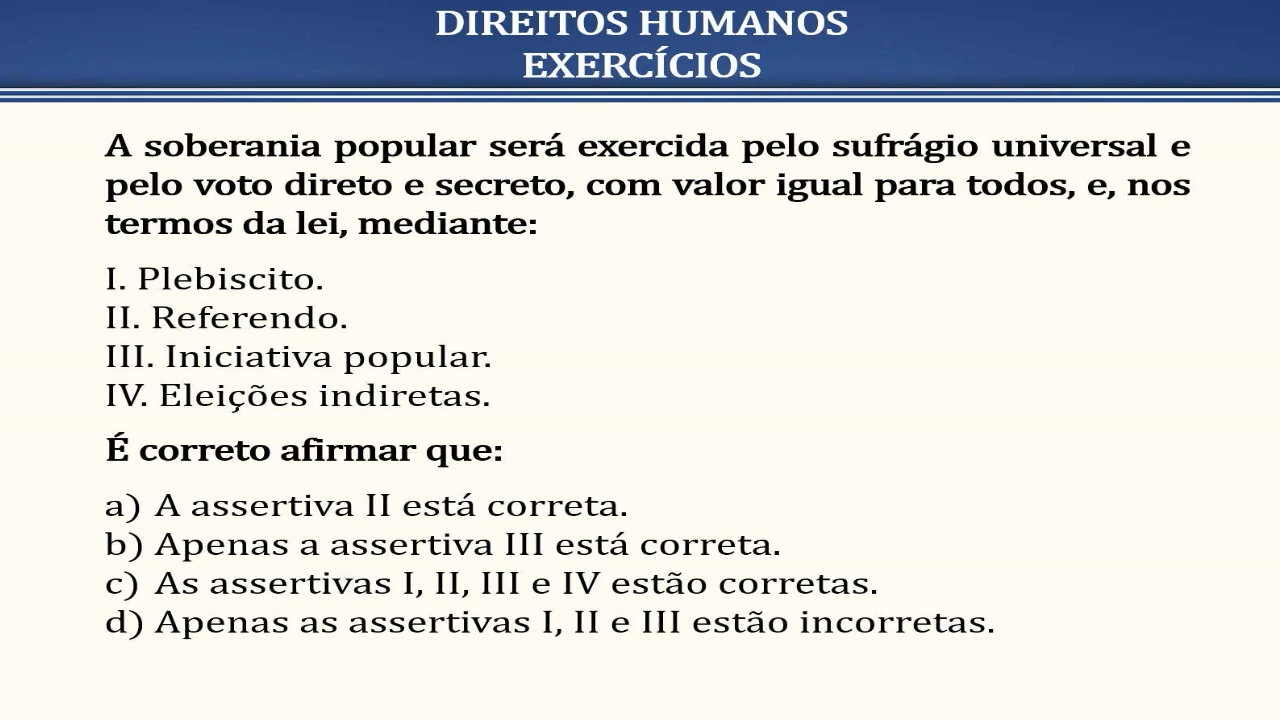 DIREITOS HUMANOS
EXERCÍCIOS
A soberania popular será exercida pelo sufrágio universal e
pelo voto direto e secreto, com valor igual para todos, e, nos
termos da lei, mediante:
I. Plebiscito.
II. Referendo.
III. Iniciativa popular.
IV. Eleições indiretas.
É correto afirmar que:
a) A assertiva II está correta.
b) Apenas a assertiva III está correta.
c) As assertivas I, II, III e IV estão corretas.
d) Apenas as assertivas I, II e III estão incorretas.